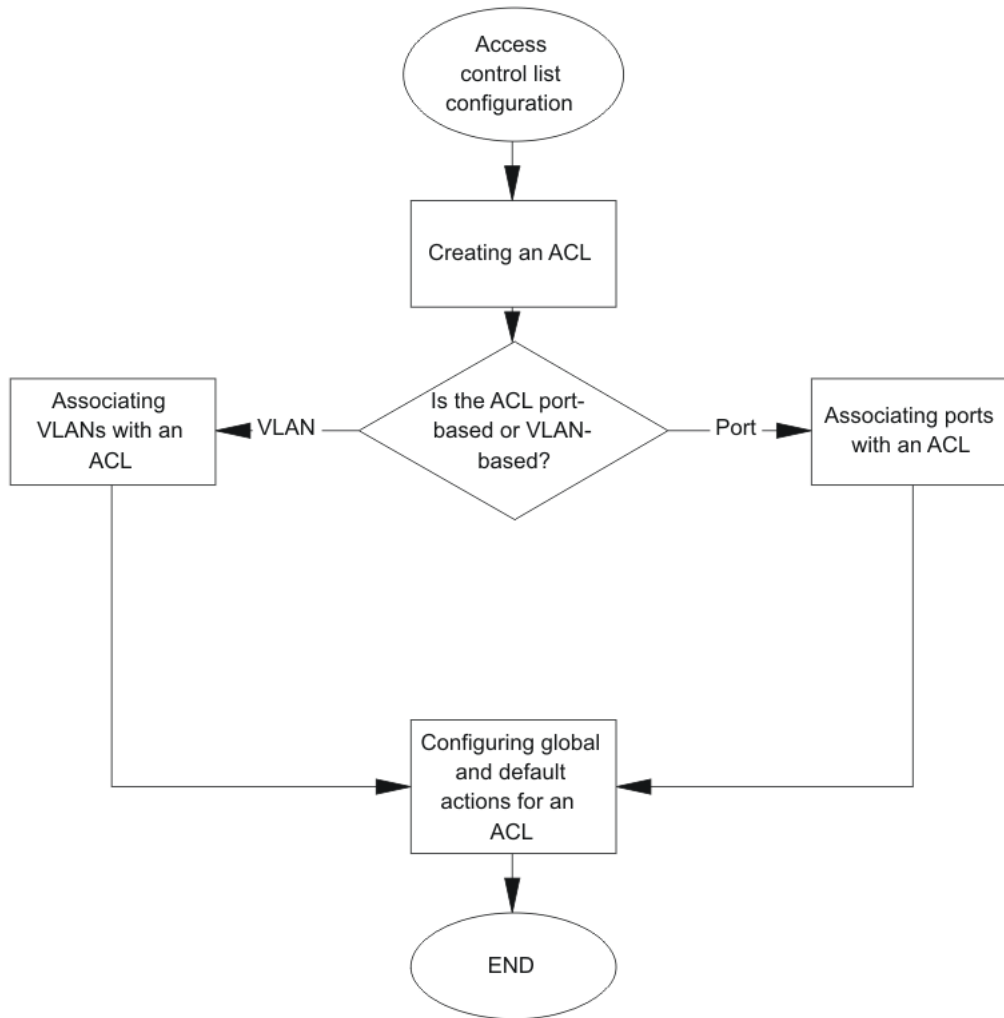 Access
control list
configuration
Creating an ACL
Is the ACL port-
based or VLAN-
based?
VLAN
Port
Associating
VLANs with an
ACL
Associating ports
with an ACL
Configuring global
and default
actions for an
ACL
END